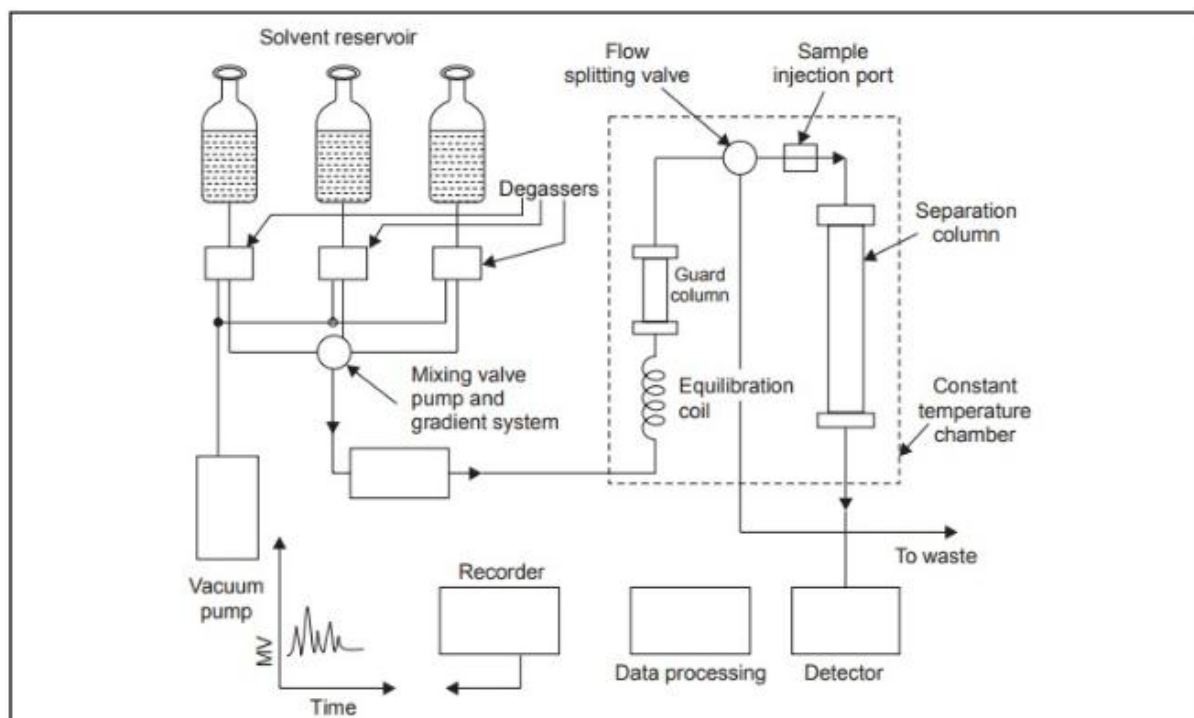 Solvent reservoir
Flow
splitting valve
Sample
injection port
Degassers
Separation
column
Guard
column
Mixing valve
pump and
gradient system
Equilibration
coil
Constant
temperature
chamber
To waste
Vacuum
pump
Recorder
MV
Time
Data processing
Detector